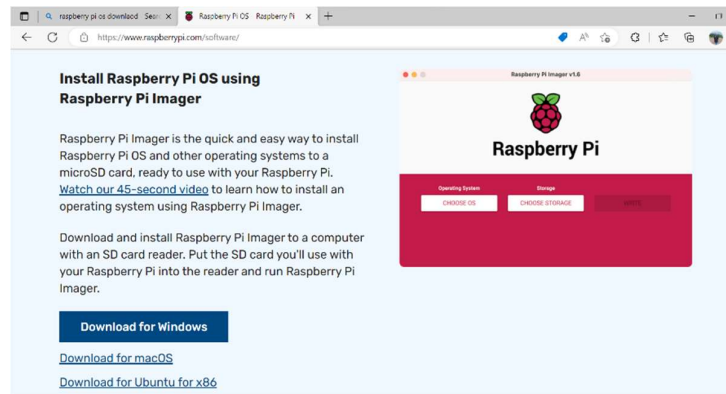 raspberry pi os downlaod - Sear
Raspberry Pi OS - Raspberry Pi
https://www.raspberrypi.com/software/
Install Raspberry Pi OS using
Raspberry Pi Imager
Raspberry Pi Imager is the quick and easy way to install
Raspberry Pi OS and other operating systems to a
microSD card, ready to use with your Raspberry Pi.
Watch our 45-second video to learn how to install an
operating system using Raspberry Pi Imager.
Download and install Raspberry Pi Imager to a computer
with an SD card reader. Put the SD card you'll use with
your Raspberry Pi into the reader and run Raspberry Pi
Imager.
Download for Windows
Download for macOS
Download for Ubuntu for x86
Raspberry Pi Imager v1.6
Raspberry Pi
Operating System Storage
CHOOSE OS CHOOSE STORAGE WRITE